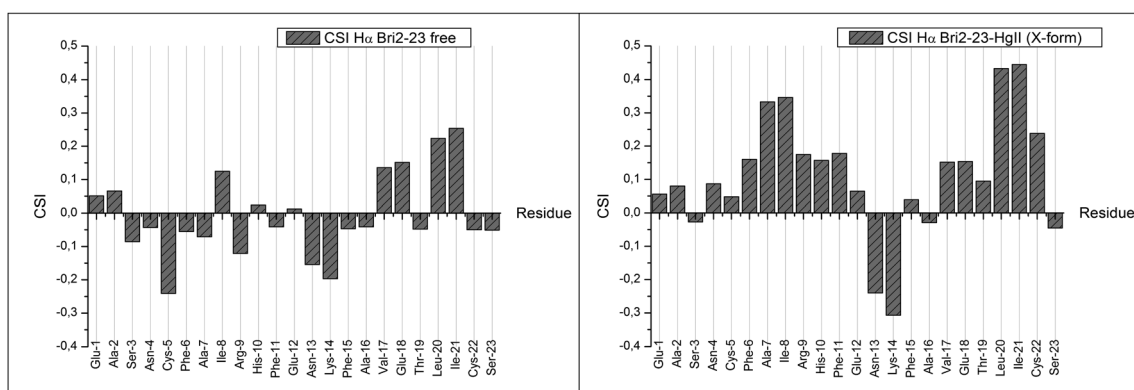 CSI Hα Bri2-23 free
0,5
0,4
0,3
0,2
0,1
0,0
-0,1
-0,2
-0,3
-0,4
CSI
Residue
Glu-1
Ala-2
Ser-3
Asn-4
Cys-5
Phe-6
Ala-7
Ile-8
Arg-9
His-10
Phe-11
Glu-12
Asn-13
Lys-14
Phe-15
Ala-16
Val-17
Glu-18
Thr-19
Leu-20
Ile-21
Cys-22
Ser-23
CSI Hα Bri2-23-HgII (X-form)
0,5
0,4
0,3
0,2
0,1
0,0
-0,1
-0,2
-0,3
-0,4
CSI
Residue
Glu-1
Ala-2
Ser-3
Asn-4
Cys-5
Phe-6
Ala-7
Ile-8
Arg-9
His-10
Phe-11
Glu-12
Asn-13
Lys-14
Phe-15
Ala-16
Val-17
Glu-18
Thr-19
Leu-20
Ile-21
Cys-22
Ser-23